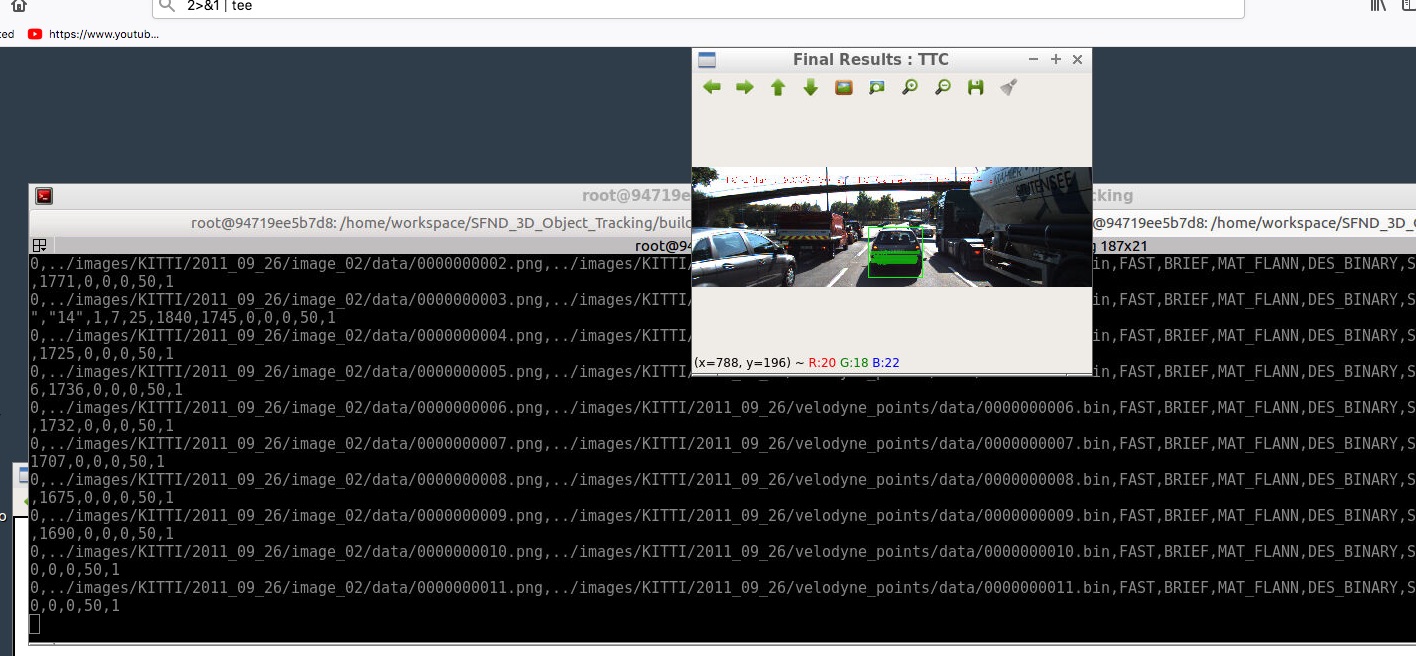 2>&1 | tee
ted https://www.youtub...
Final Results : TTC
root@94719e
cking
root@94719ee5b7d8: /home/workspace/SFND_3D_Object_Tracking/buil
@94719ee5b7d8: /home/workspace/SFND_3D_O
root@94
g 187x21
0,../images/KITTI/2011_09_26/image_02/data/0000000002.png,../images/KITTI/ in,FAST,BRIEF,MAT_FLANN,DES_BINARY,S
,1771,0,0,0,50,1
0,../images/KITTI/2011_09_26/image_02/data/0000000003.png,../images/KITTI/ in,FAST,BRIEF,MAT_FLANN,DES_BINARY,S
","14",1,7,25,1840,1745,0,0,0,50,1
0,../images/KITTI/2011_09_26/image_02/data/0000000004.png,../images/KITTI/ in,FAST,BRIEF,MAT_FLANN,DES_BINARY,S
,1725,0,0,0,50,1
(x=788, y=196) ~ R:20 G:18 B:22
0,../images/KITTI/2011_09_26/image_02/data/0000000005.png,../images/KITTI/ in,FAST,BRIEF,MAT_FLANN,DES_BINARY,S
6,1736,0,0,0,50,1
0,../images/KITTI/2011_09_26/image_02/data/0000000006.png,../images/KITTI/2011_09_26/velodyne_points/data/0000000006.bin,FAST,BRIEF,MAT_FLANN,DES_BINARY,S
,1732,0,0,0,50,1
0,../images/KITTI/2011_09_26/image_02/data/0000000007.png,../images/KITTI/2011_09_26/velodyne_points/data/0000000007.bin,FAST,BRIEF,MAT_FLANN,DES_BINARY,S
1707,0,0,0,50,1
0,../images/KITTI/2011_09_26/image_02/data/0000000008.png,../images/KITTI/2011_09_26/velodyne_points/data/0000000008.bin,FAST,BRIEF,MAT_FLANN,DES_BINARY,S
,1675,0,0,0,50,1
0,../images/KITTI/2011_09_26/image_02/data/0000000009.png,../images/KITTI/2011_09_26/velodyne_points/data/0000000009.bin,FAST,BRIEF,MAT_FLANN,DES_BINARY,S
,1690,0,0,0,50,1
0,../images/KITTI/2011_09_26/image_02/data/0000000010.png,../images/KITTI/2011_09_26/velodyne_points/data/0000000010.bin,FAST,BRIEF,MAT_FLANN,DES_BINARY,S
0,0,0,50,1
0,../images/KITTI/2011_09_26/image_02/data/0000000011.png,../images/KITTI/2011_09_26/velodyne_points/data/0000000011.bin,FAST,BRIEF,MAT_FLANN,DES_BINARY,S
0,0,0,50,1